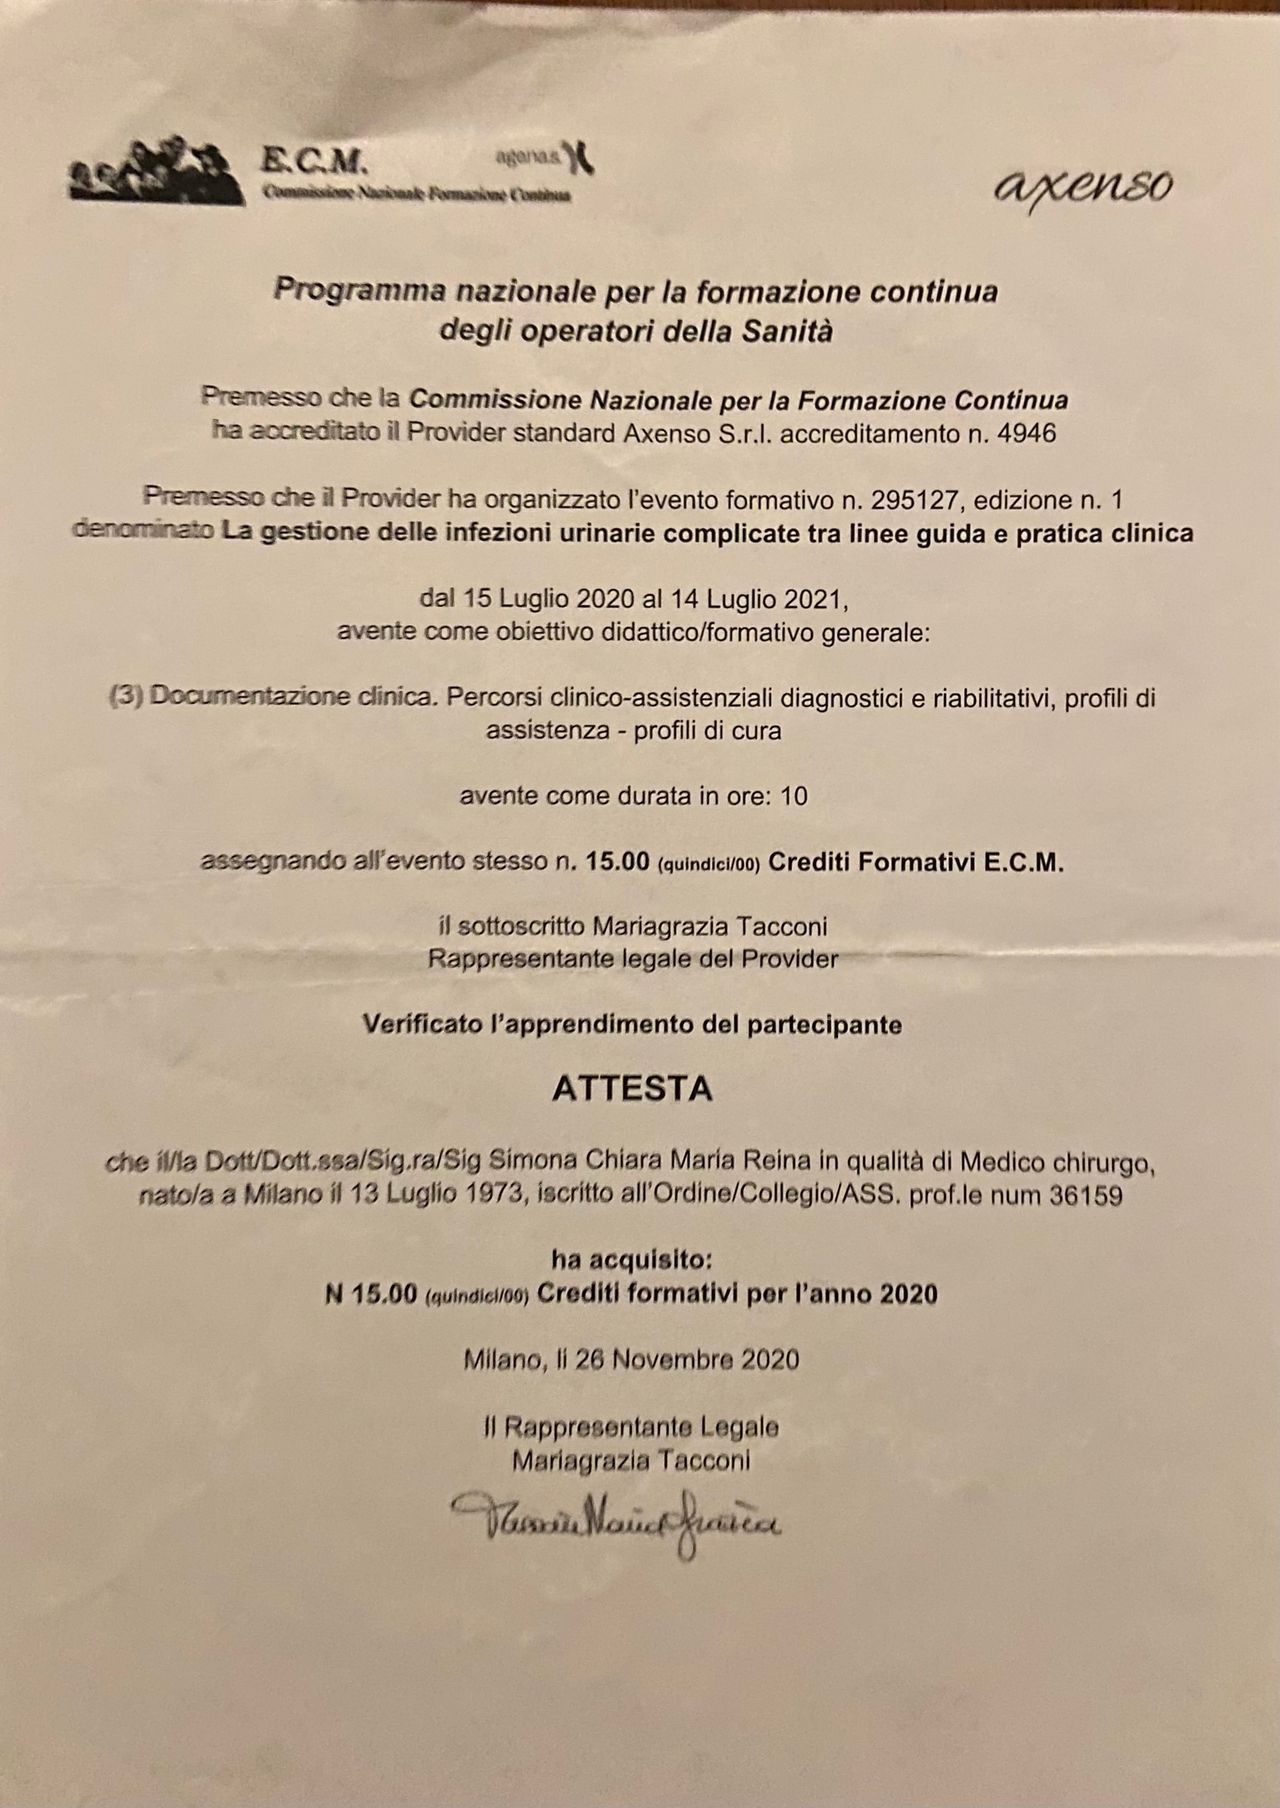 E.C.M.
agenas
Commissione Nazionale Formazione Continua
axenso
Programma nazionale per la formazione continua
degli operatori della Sanità
Premesso che la Commissione Nazionale per la Formazione Continua
ha accreditato il Provider standard Axenso S.r.l. accreditamento n. 4946
Premesso che il Provider ha organizzato l'evento formativo n. 295127, edizione n. 1
denominato La gestione delle infezioni urinarie complicate tra linee guida e pratica clinica
dal 15 Luglio 2020 al 14 Luglio 2021,
avente come obiettivo didattico/formativo generale:
(3) Documentazione clinica. Percorsi clinico-assistenziali diagnostici e riabilitativi, profili di
assistenza - profili di cura
avente come durata in ore: 10
assegnando all'evento stesso n. 15.00 (quindici/00) Crediti Formativi E.C.M.
il sottoscritto Mariagrazia Tacconi
Rappresentante legale del Provider
Verificato l'apprendimento del partecipante
ATTESTA
che il/la Dott/Dott.ssa/Sig.ra/Sig Simona Chiara Maria Reina in qualità di Medico chirurgo,
nato/a a Milano il 13 Luglio 1973, iscritto all'Ordine/Collegio/ASS. prof.le num 36159
ha acquisito:
N 15.00 (quindici/00) Crediti formativi per l'anno 2020
Milano, li 26 Novembre 2020
Il Rappresentante Legale
Mariagrazia Tacconi